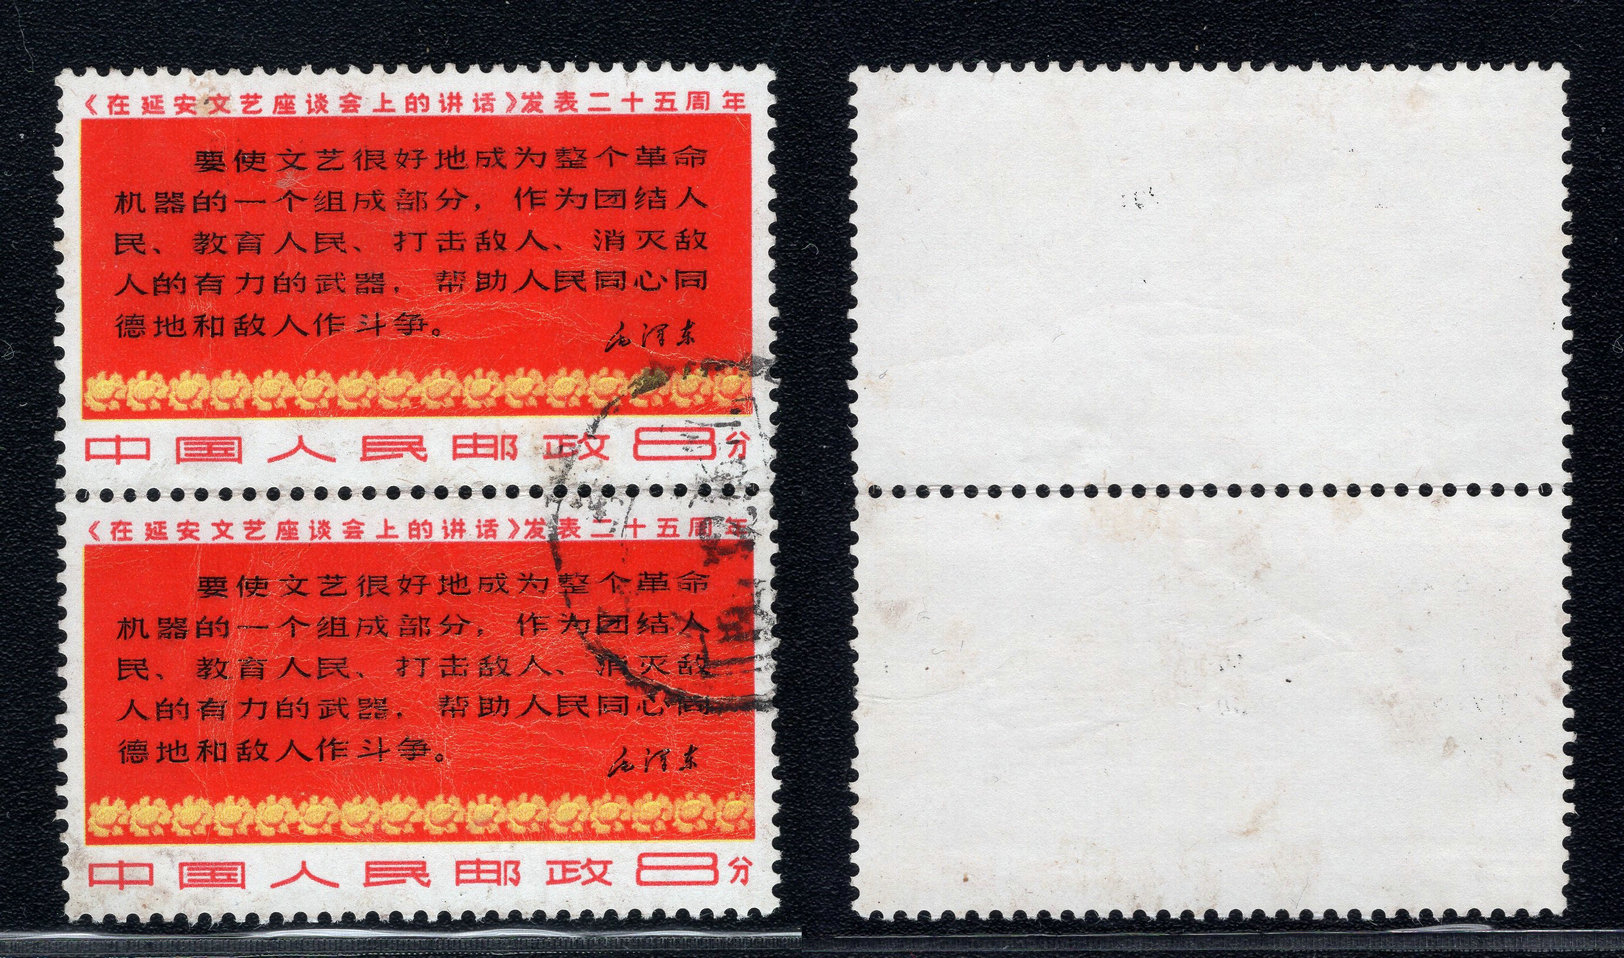 《在延安文艺座谈会上的讲话》发表二十五周年
要使文艺很好地成为整个革命
机器的一个组成部分，作为团结人
民、教育人民、打击敌人、消灭敌
人的有力的武器，帮助人民同心同
德地和敌人作斗争。
毛泽东
中国人民邮政8分
《在延安文艺座谈会上的讲话》发表二十五周年
要使文艺很好地成为整个革命
机器的一个组成部分，作为团结人
民、教育人民、打击敌人、消灭敌
人的有力的武器，帮助人民同心同
德地和敌人作斗争。
毛泽东
中国人民邮政8分